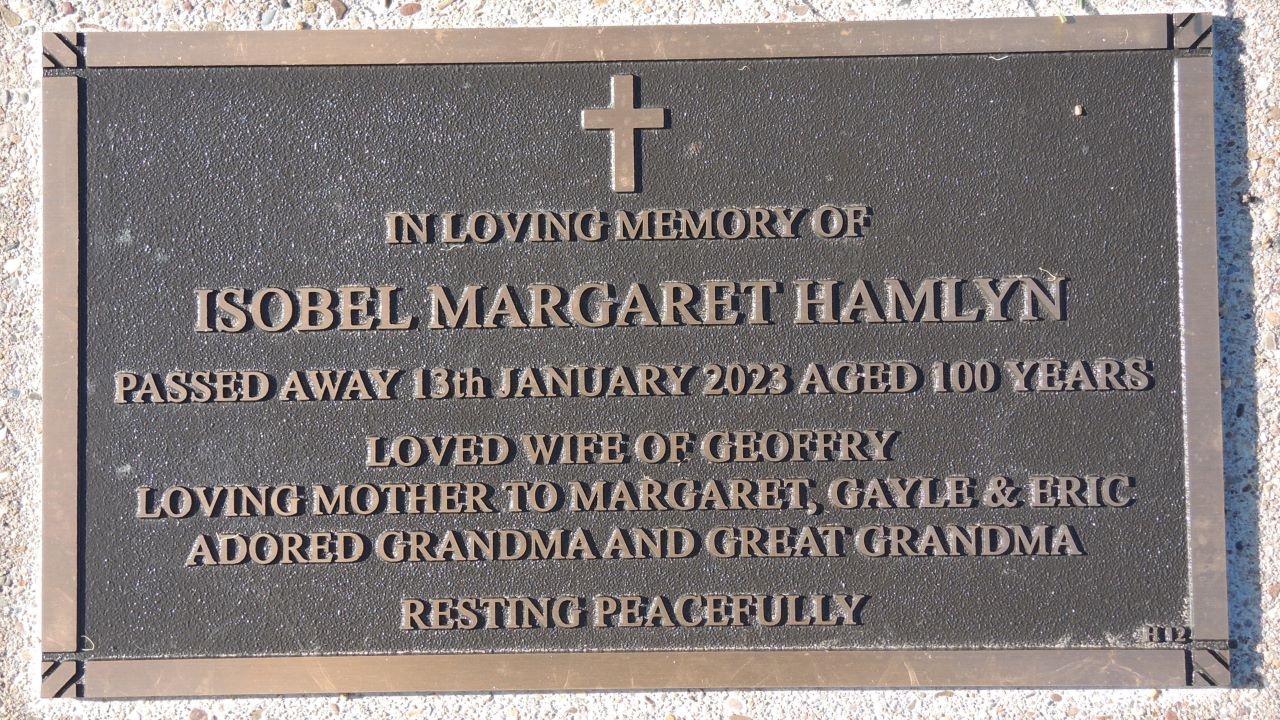 IN LOVING MEMORY OF
ISOBEL MARGARET HAMLYN
PASSED AWAY 13th JANUARY 2023 AGED 100 YEARS
LOVED WIFE OF GEOFFRY
LOVING MOTHER TO MARGARET, GAYLE & ERIC
ADORED GRANDMA AND GREAT GRANDMA
RESTING PEACEFULLY
H12